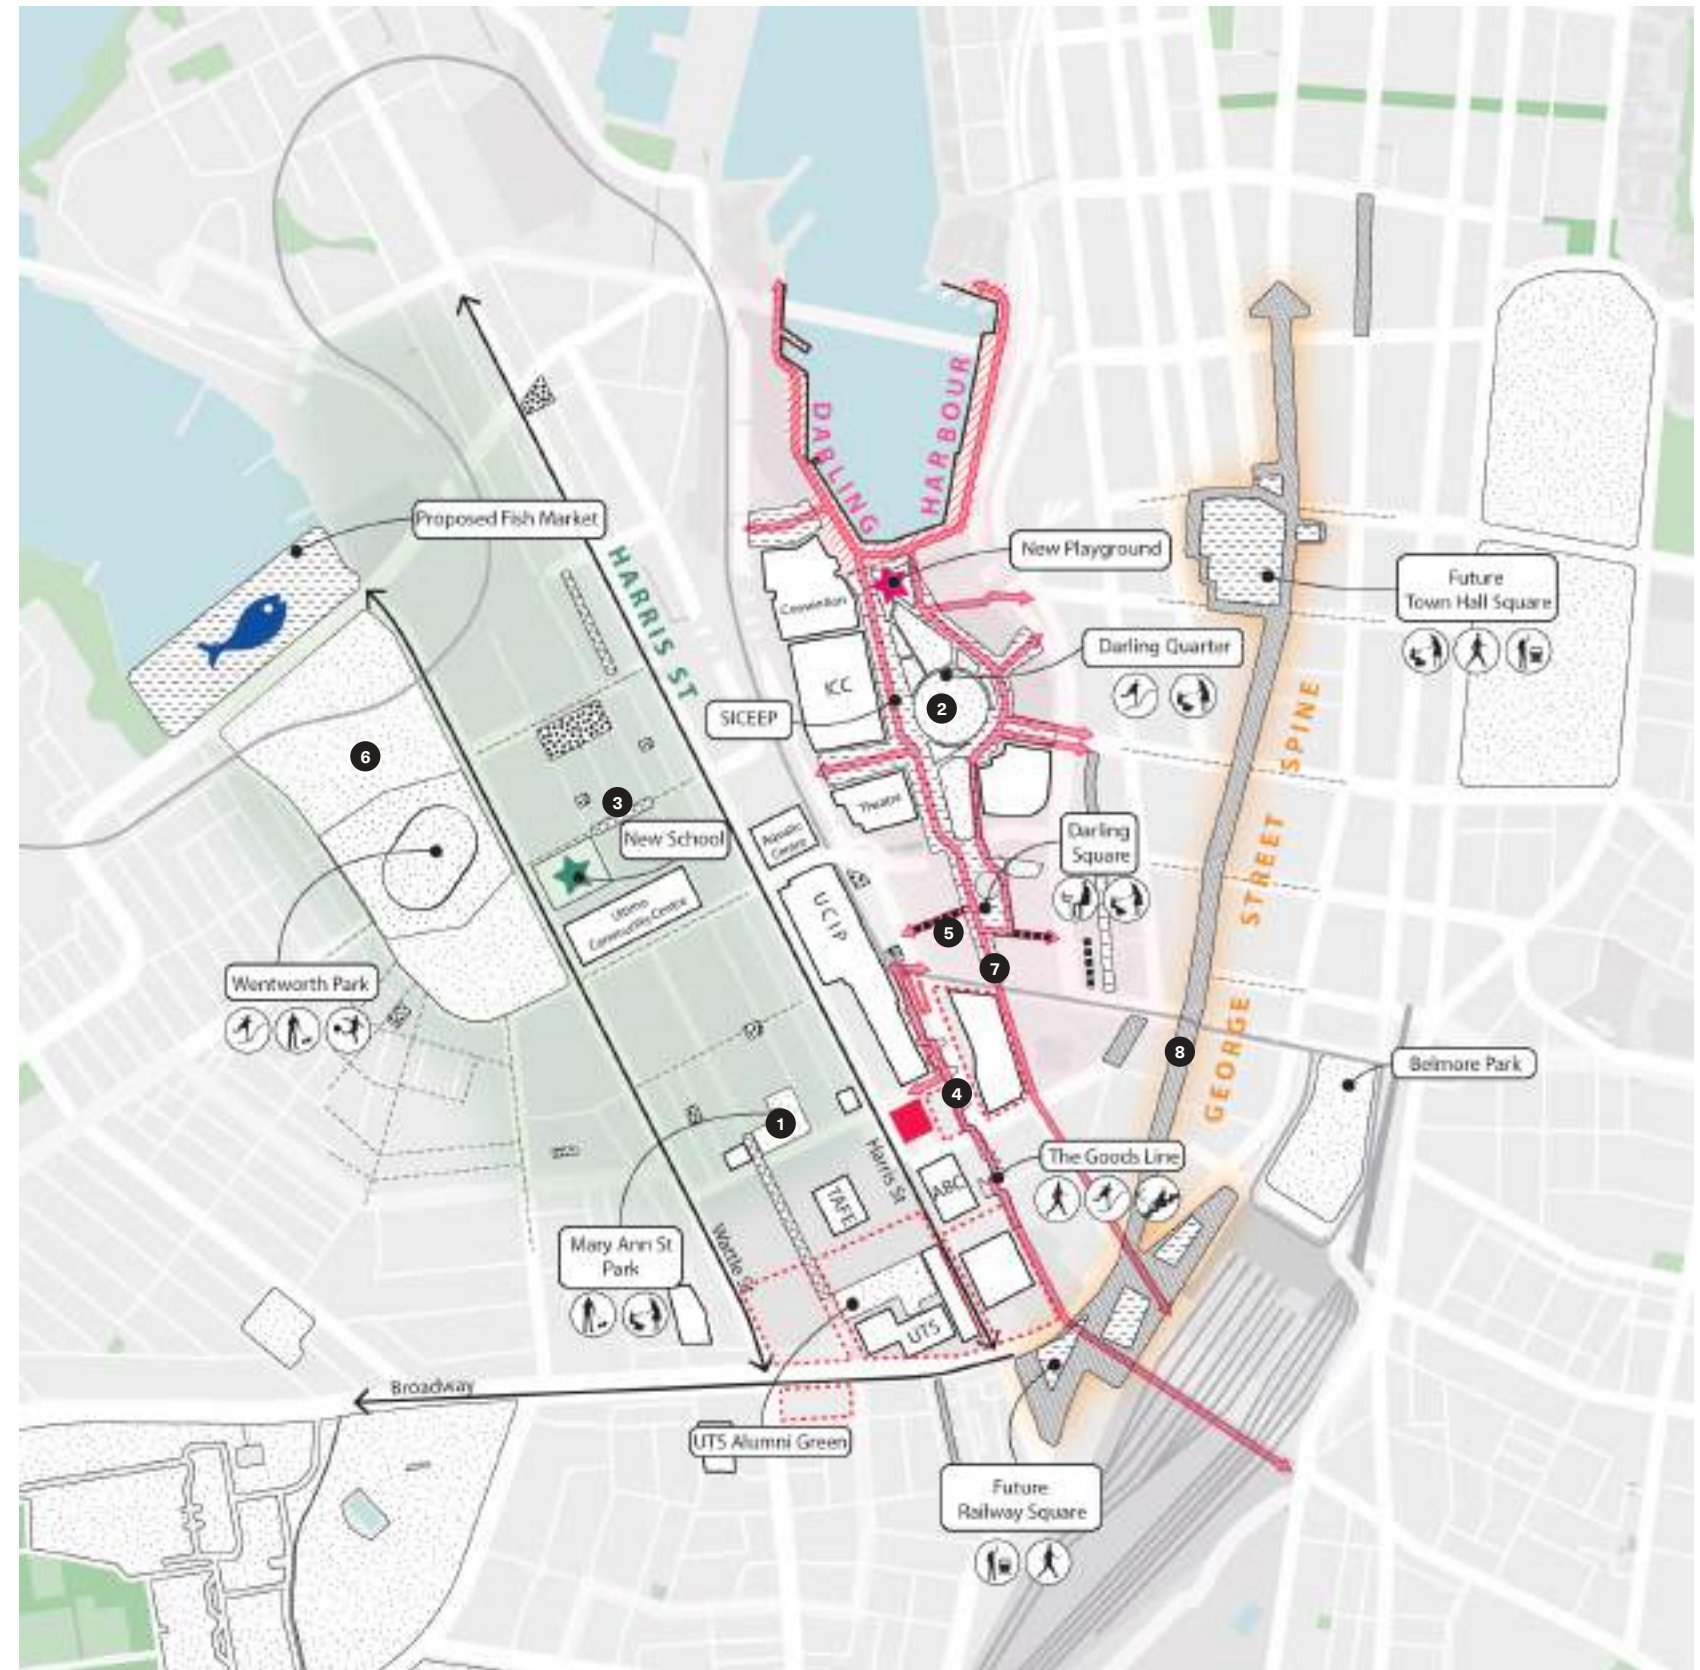 DARLING
HARBOUR
Proposed Fish Market
HARRIS ST
New Playground
Convention
Future
Town Hall Square
Darling Quarter
ICC
SICEEP
2
SPINE
6
3
New School
Theatre
Aquatic
Centre
Darling
Square
STREET
Ultimo
Community Centre
UCIP
5
7
Wentworth Park
GEORGE
8
Belmore Park
4
1
Harris St
The Goods Line
ABC
TAFE
Mary Ann St
Park
Wattle St
UTS
Broadway
UTS Alumni Green
Future
Railway Square